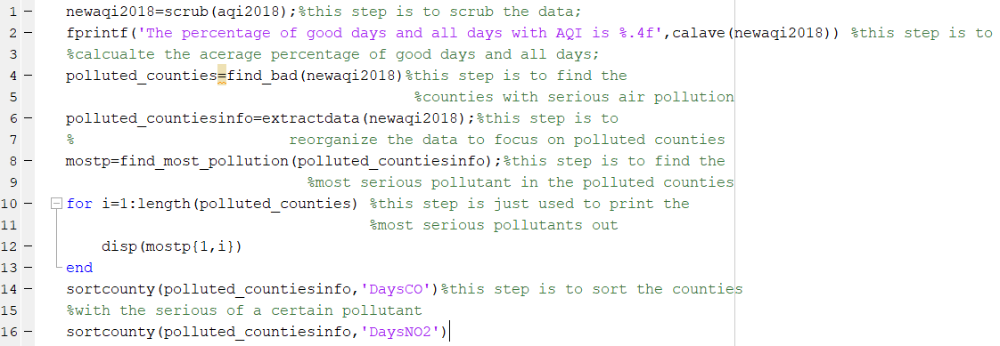 1 newaqi2018=scrub(aqi2018);%this step is to scrub the data;
2 fprintf('The percentage of good days and all days with AQI is %.4f',calave(newaqi2018)) %this step is to
3 %calcualte the acerage percentage of good days and all days;
4 polluted_counties=find_bad(newaqi2018)%this step is to find the
5 %counties with serious air pollution
6 polluted_countiesinfo=extractdata(newaqi2018);%this step is to
7 % reorganize the data to focus on polluted counties
8 mostp=find_most_pollution(polluted_countiesinfo);%this step is to find the
9 %most serious pollutant in the polluted counties
10 for i=1:length(polluted_counties) %this step is just used to print the
11 %most serious pollutants out
12 disp(mostp{1,i})
13 end
14 sortcounty(polluted_countiesinfo,'DaysCO')%this step is to sort the counties
15 %with the serious of a certain pollutant
16 sortcounty(polluted_countiesinfo,'DaysNO2')